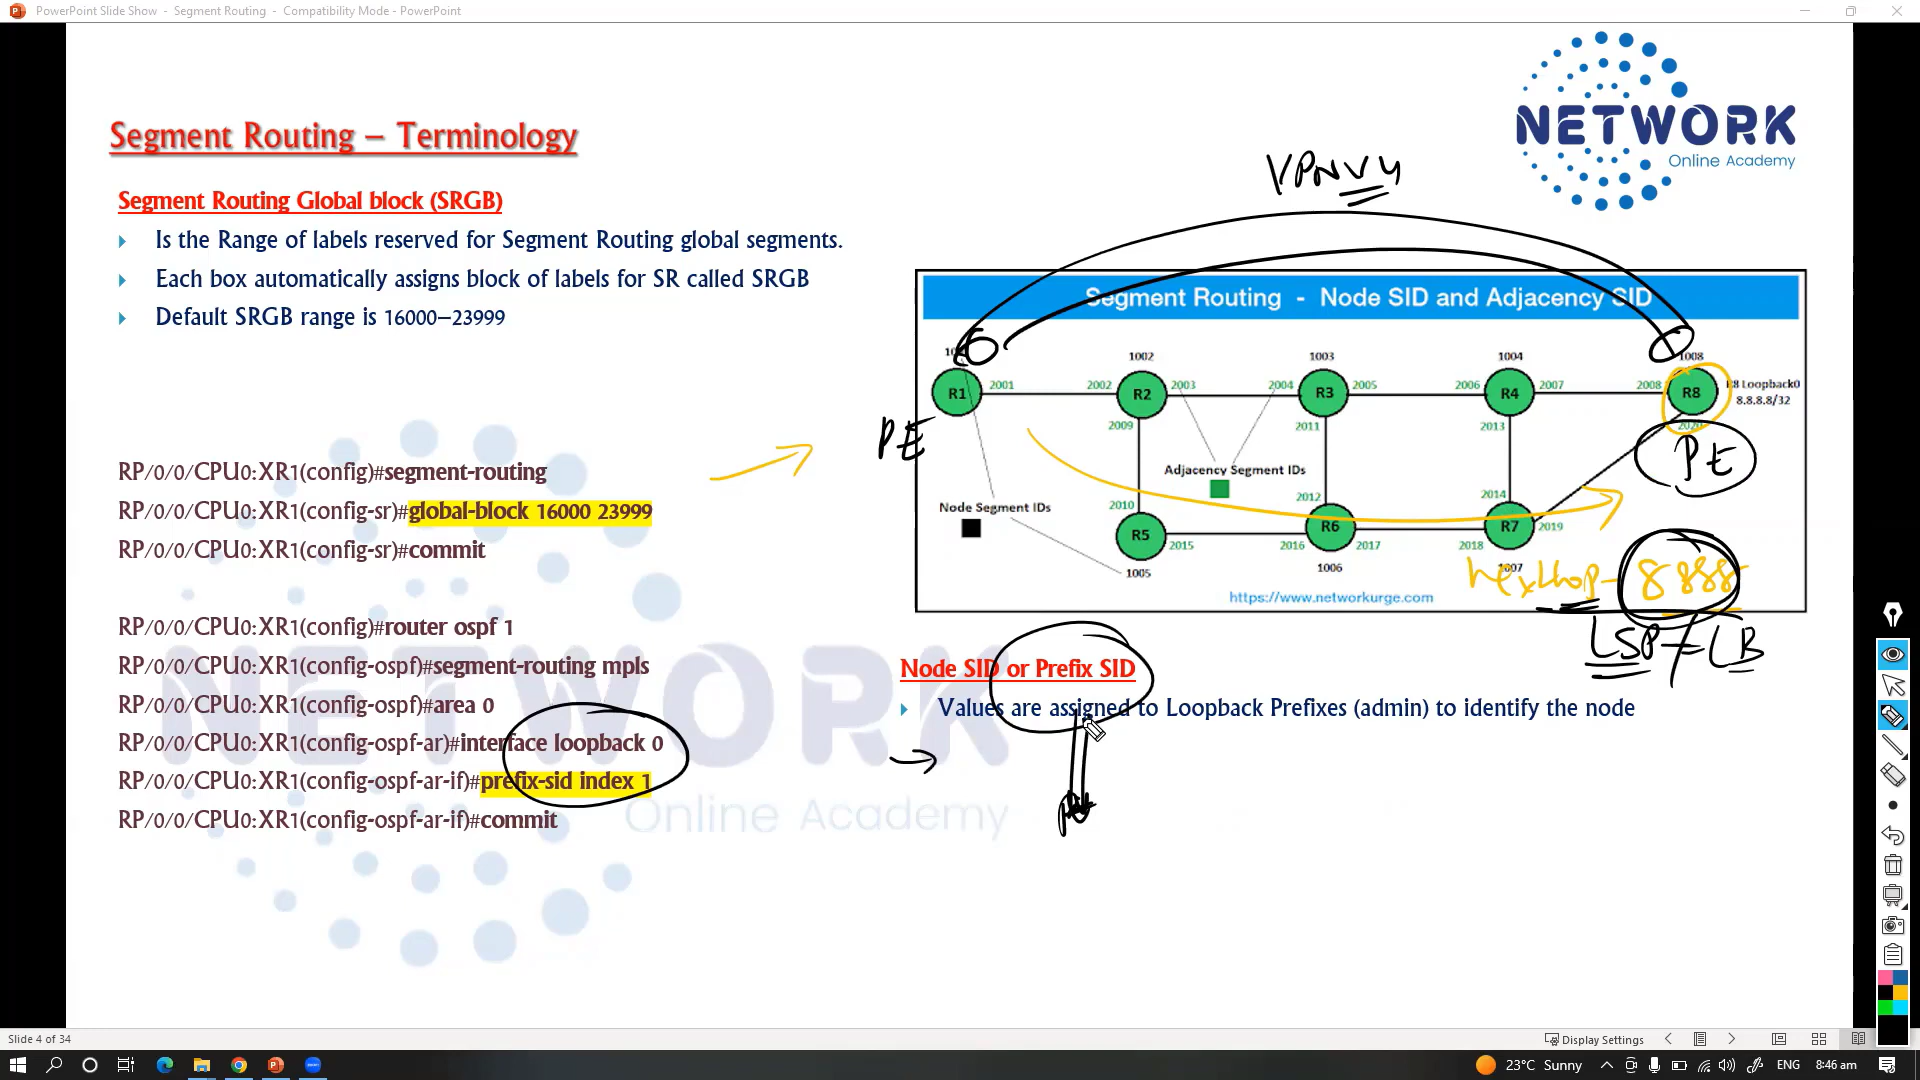 PowerPoint Slide Show - Segment Routing - Compatibility Mode - PowerPoint
NETWORK
Online Academy
Segment Routing – Terminology
Segment Routing Global block (SRGB)
Is the Range of labels reserved for Segment Routing global segments.
Each box automatically assigns block of labels for SR called SRGB
Default SRGB range is 16000–23999
RP/0/0/CPU0:XR1(config)#segment-routing
RP/0/0/CPU0:XR1(config-sr)#global-block 16000 23999
RP/0/0/CPU0:XR1(config-sr)#commit
RP/0/0/CPU0:XR1(config)#router ospf 1
RP/0/0/CPU0:XR1(config-ospf)#segment-routing mpls
RP/0/0/CPU0:XR1(config-ospf)#area 0
RP/0/0/CPU0:XR1(config-ospf-ar)#interface loopback 0
RP/0/0/CPU0:XR1(config-ospf-ar-if)#prefix-sid index 1
RP/0/0/CPU0:XR1(config-ospf-ar-if)#commit
VPNV4
Segment Routing - Node SID and Adjacency SID
1002 1003 1004 1008
R1 2001 2002 R2 2003 2004 R3 2005 2006 R4 2007 2008 R8 R8 Loopback0
8.8.8.8/32
2009 2011 2013 2020
PE PE
Adjacency Segment IDs
2010 2012 2014
Node Segment IDs
R5 R6 R7 2019
2015 2016 2017 2018
1005 1006 1007
nexthop - 8888
https://www.networkurge.com
LSP LB
Node SID or Prefix SID
Values are assigned to Loopback Prefixes (admin) to identify the node
NETWORK
Online Academy
Slide 4 of 34
Display Settings
23°C Sunny
ENG
8:46 am